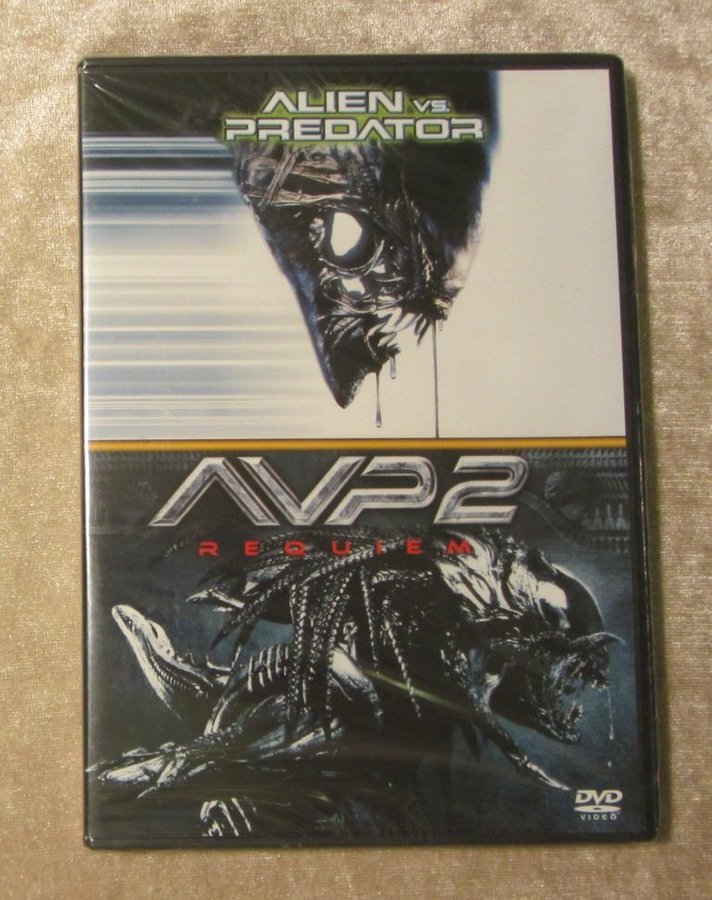 ALIEN VS.
PREDATOR
AVP2
REQUIEM
DVD
VIDEO